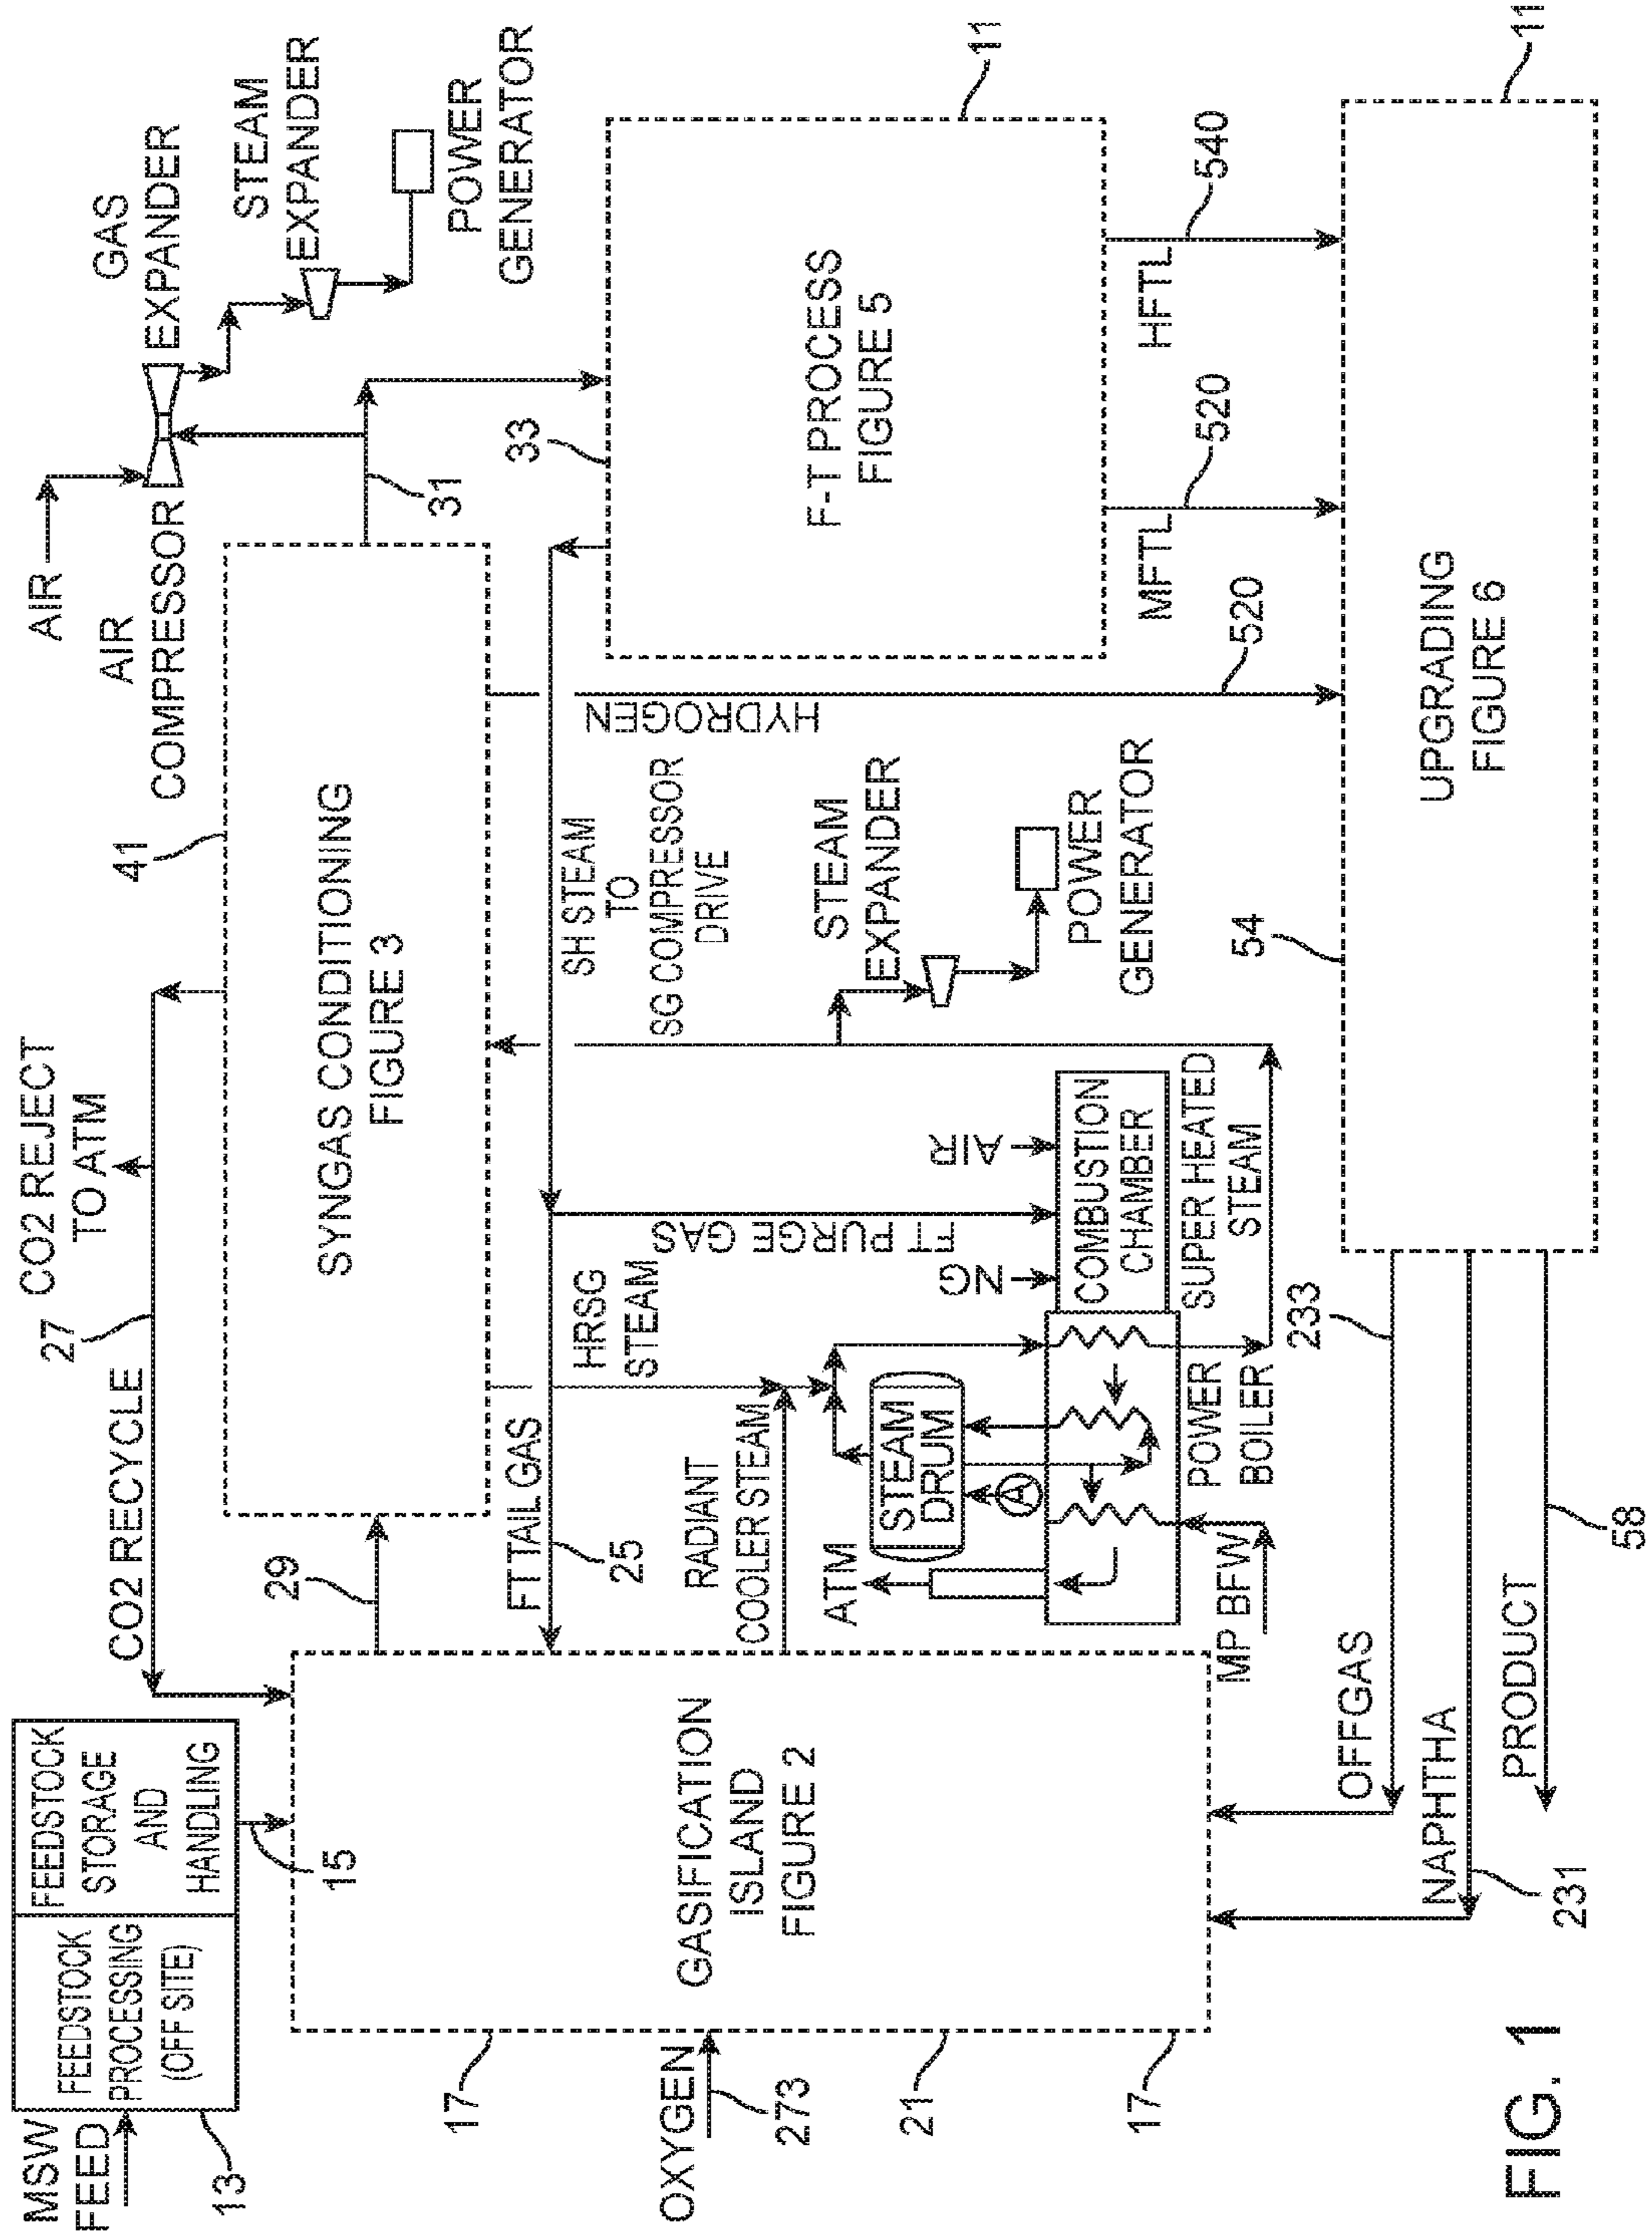 MSW
FEED
13
FEEDSTOCK
PROCESSING
(OFF SITE)
FEEDSTOCK
STORAGE
AND
HANDLING
15
CO2 RECYCLE
27
CO2 REJECT
TO ATM
41
AIR
AIR
COMPRESSOR
GAS
EXPANDER
STEAM
EXPANDER
POWER
GENERATOR
17
OXYGEN
273
21
17
GASIFICATION
ISLAND
FIGURE 2
29
SYNGAS CONDITIONING
FIGURE 3
31
33
F-T PROCESS
FIGURE 5
11
FT TAIL GAS
25
HRSG
STEAM
RADIANT
COOLER STEAM
SH STEAM
TO
SG COMPRESSOR
DRIVE
HYDROGEN
520
MFTL
520
HFTL
540
FT PURGE GAS
NG
AIR
ATM
STEAM
DRUM
A
COMBUSTION
CHAMBER
STEAM
EXPANDER
POWER
GENERATOR
MP BFW
POWER
BOILER
SUPER HEATED
STEAM
54
UPGRADING
FIGURE 6
11
OFFGAS
233
NAPHTHA
231
PRODUCT
58
FIG. 1